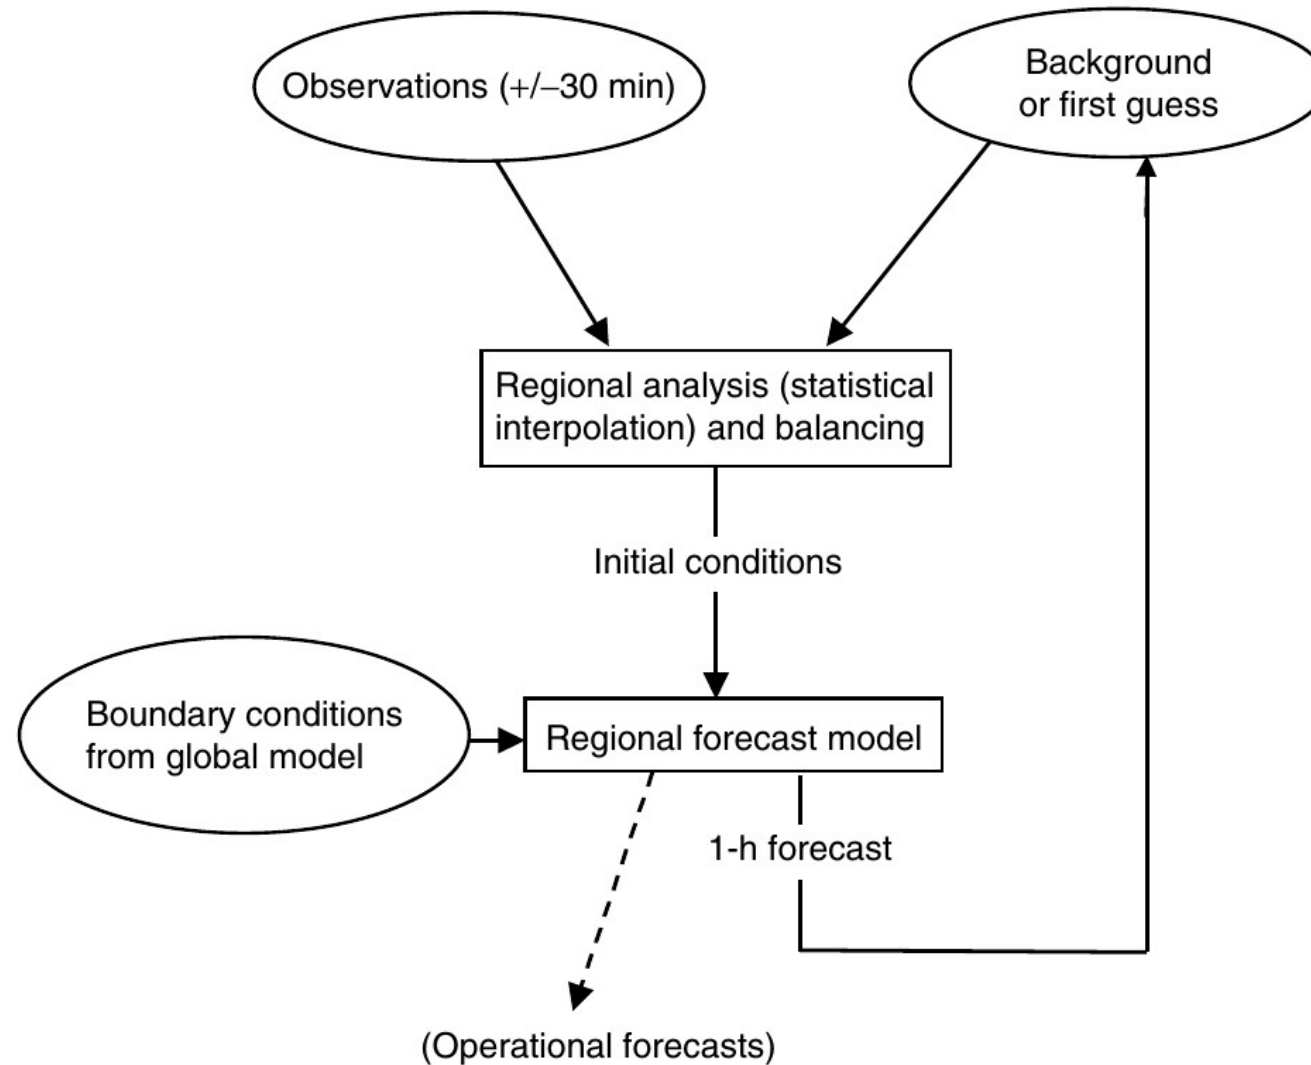 Observations (+/–30 min)
Background
or first guess
Regional analysis (statistical
interpolation) and balancing
Initial conditions
Boundary conditions
from global model
Regional forecast model
1-h forecast
(Operational forecasts)